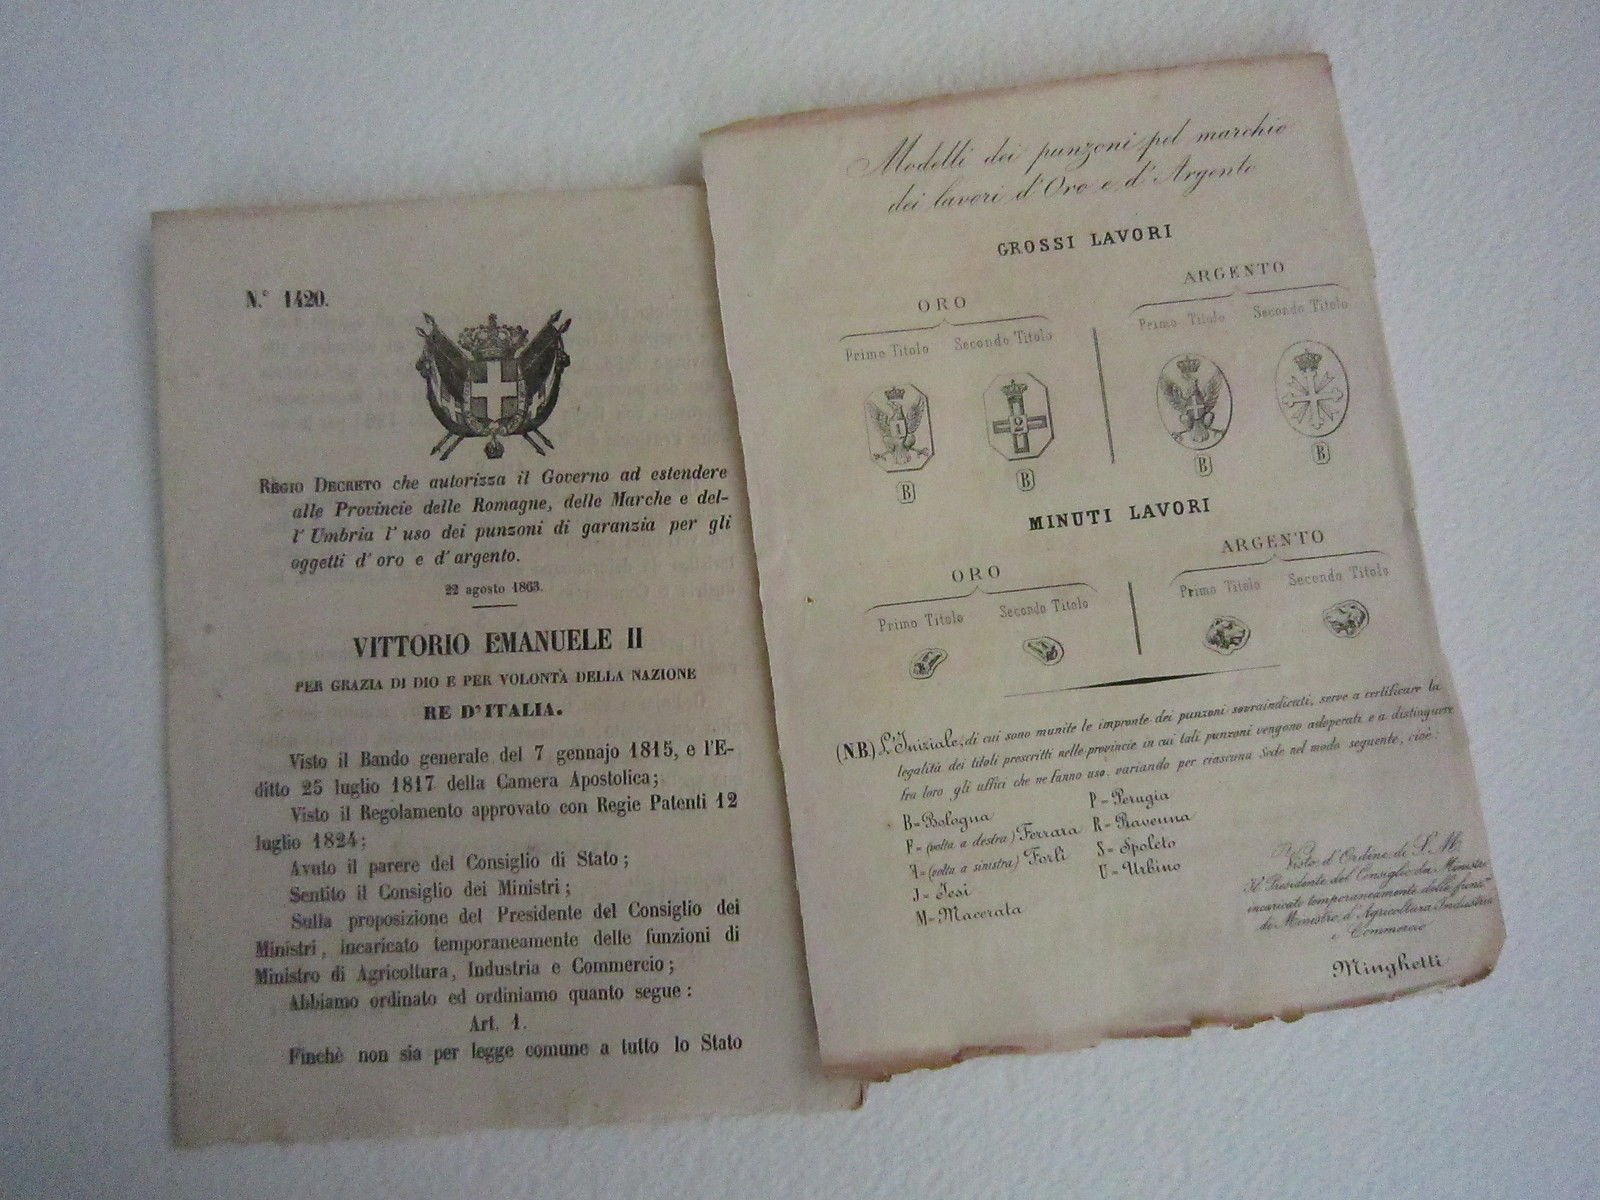 N.° 1420.
REGIO DECRETO che autorizza il Governo ad estendere
alle Provincie delle Romagne, delle Marche e del-
l'Umbria l'uso dei punzoni di garanzia per gli
oggetti d'oro e d'argento.
22 agosto 1863.
VITTORIO EMANUELE II
PER GRAZIA DI DIO E PER VOLONTÀ DELLA NAZIONE
RE D'ITALIA.
Visto il Bando generale del 7 gennajo 1815, e l'E-
ditto 25 luglio 1817 della Camera Apostolica;
Visto il Regolamento approvato con Regie Patenti 12
luglio 1824;
Avuto il parere del Consiglio di Stato;
Sentito il Consiglio dei Ministri;
Sulla proposizione del Presidente del Consiglio dei
Ministri, incaricato temporaneamente delle funzioni di
Ministro di Agricoltura, Industria e Commercio;
Abbiamo ordinato ed ordiniamo quanto segue:
Art. 1.
Finchè non sia per legge comune a tutto lo Stato
Modelli dei punzoni pel marchio
dei lavori d'Oro e d'Argento
GROSSI LAVORI
ORO
Primo Titolo Secondo Titolo
ARGENTO
Primo Titolo Secondo Titolo
1 2
B B B B
MINUTI LAVORI
ORO
Primo Titolo Secondo Titolo
ARGENTO
Primo Titolo Secondo Titolo
(N.B.) L'Iniziale, di cui sono munite le impronte dei punzoni sovraindicati, serve a certificare la
legalità dei titoli prescritti nelle provincie in cui tali punzoni vengono adoperati e a distinguere
fra loro gli uffici che ne fanno uso, variando per ciascuna Sede nel modo seguente, cioè:
B = Bologna
F = (volta a destra) Ferrara
F = (volta a sinistra) Forlì
J = Jesi
M = Macerata
P = Perugia
R = Ravenna
S = Spoleto
U = Urbino
Visto d'Ordine di S. M.
Il Presidente del Consiglio dei Ministri
incaricato temporaneamente delle funz.ni
di Ministro d'Agricoltura Industria
e Commercio
Minghetti